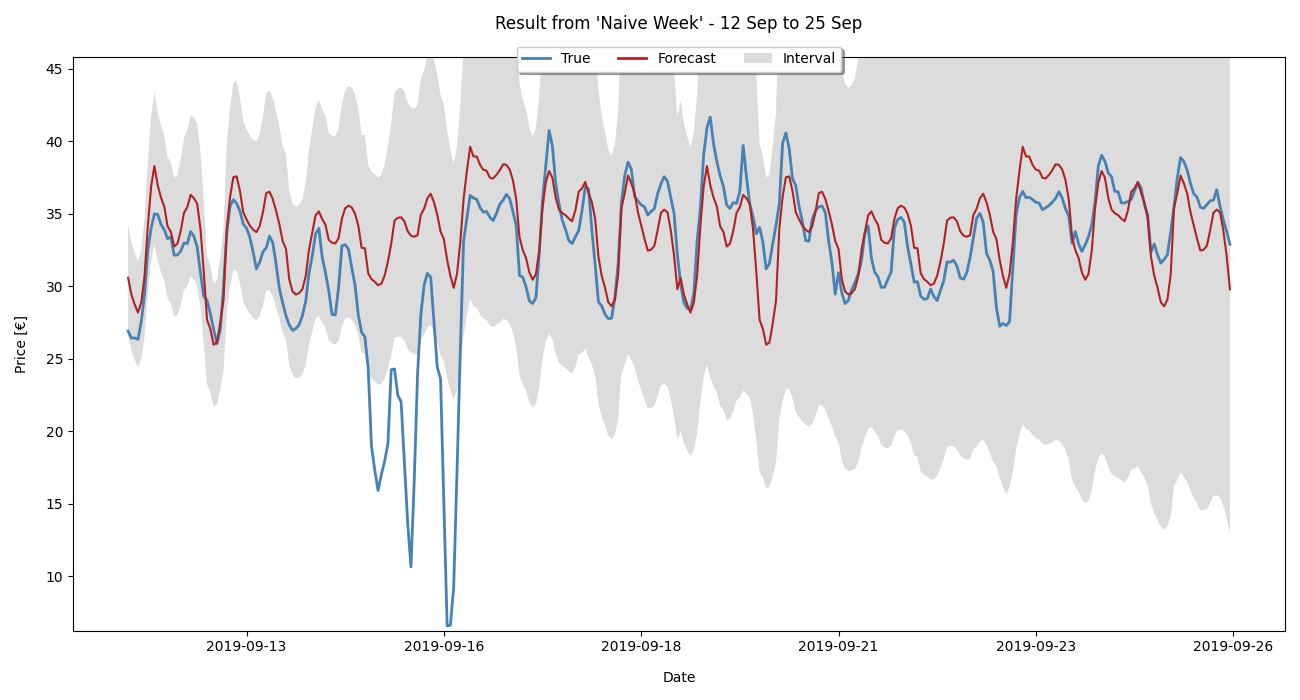 Result from 'Naive Week' - 12 Sep to 25 Sep
True Forecast Interval
45
40
35
30
25
20
15
10
Price [€]
2019-09-13 2019-09-16 2019-09-18 2019-09-21 2019-09-23 2019-09-26
Date